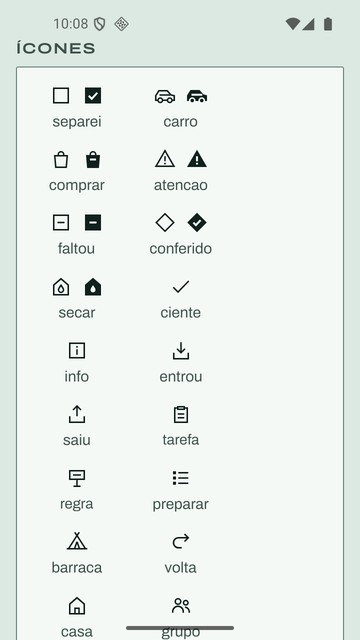 10:08
ÍCONES
separei carro
comprar atencao
faltou conferido
secar ciente
info entrou
saiu tarefa
regra preparar
barraca volta
casa grupo